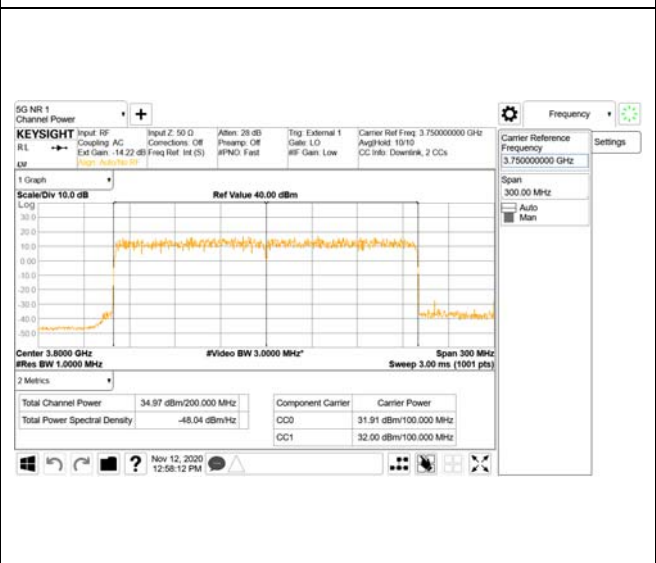 5G NR 1
Channel Power
Frequency
KEYSIGHT Input: RF Input Z: 50 Ω Atten: 28 dB Trig: External 1 Carrier Ref Freq: 3.750000000 GHz
RL Coupling: AC Corrections: Off Preamp: Off Gate: LO Avg|Hold: 10/10
Ext Gain: -14.22 dB Freq Ref: Int (S) #PNO: Fast #IF Gain: Low CC Info: Downlink, 2 CCs
Align: Auto/No RF
Carrier Reference
Frequency
3.750000000 GHz
Settings
Span
300.00 MHz
Auto
Man
1 Graph
Scale/Div 10.0 dB Ref Value 40.00 dBm
Log
30.0
20.0
10.0
0.00
-10.0
-20.0
-30.0
-40.0
-50.0
Center 3.8000 GHz #Video BW 3.0000 MHz* Span 300 MHz
#Res BW 1.0000 MHz Sweep 3.00 ms (1001 pts)
2 Metrics
Total Channel Power 34.97 dBm/200.000 MHz Component Carrier Carrier Power
Total Power Spectral Density -48.04 dBm/Hz CC0 31.91 dBm/100.000 MHz
CC1 32.00 dBm/100.000 MHz
Nov 12, 2020
12:58:12 PM